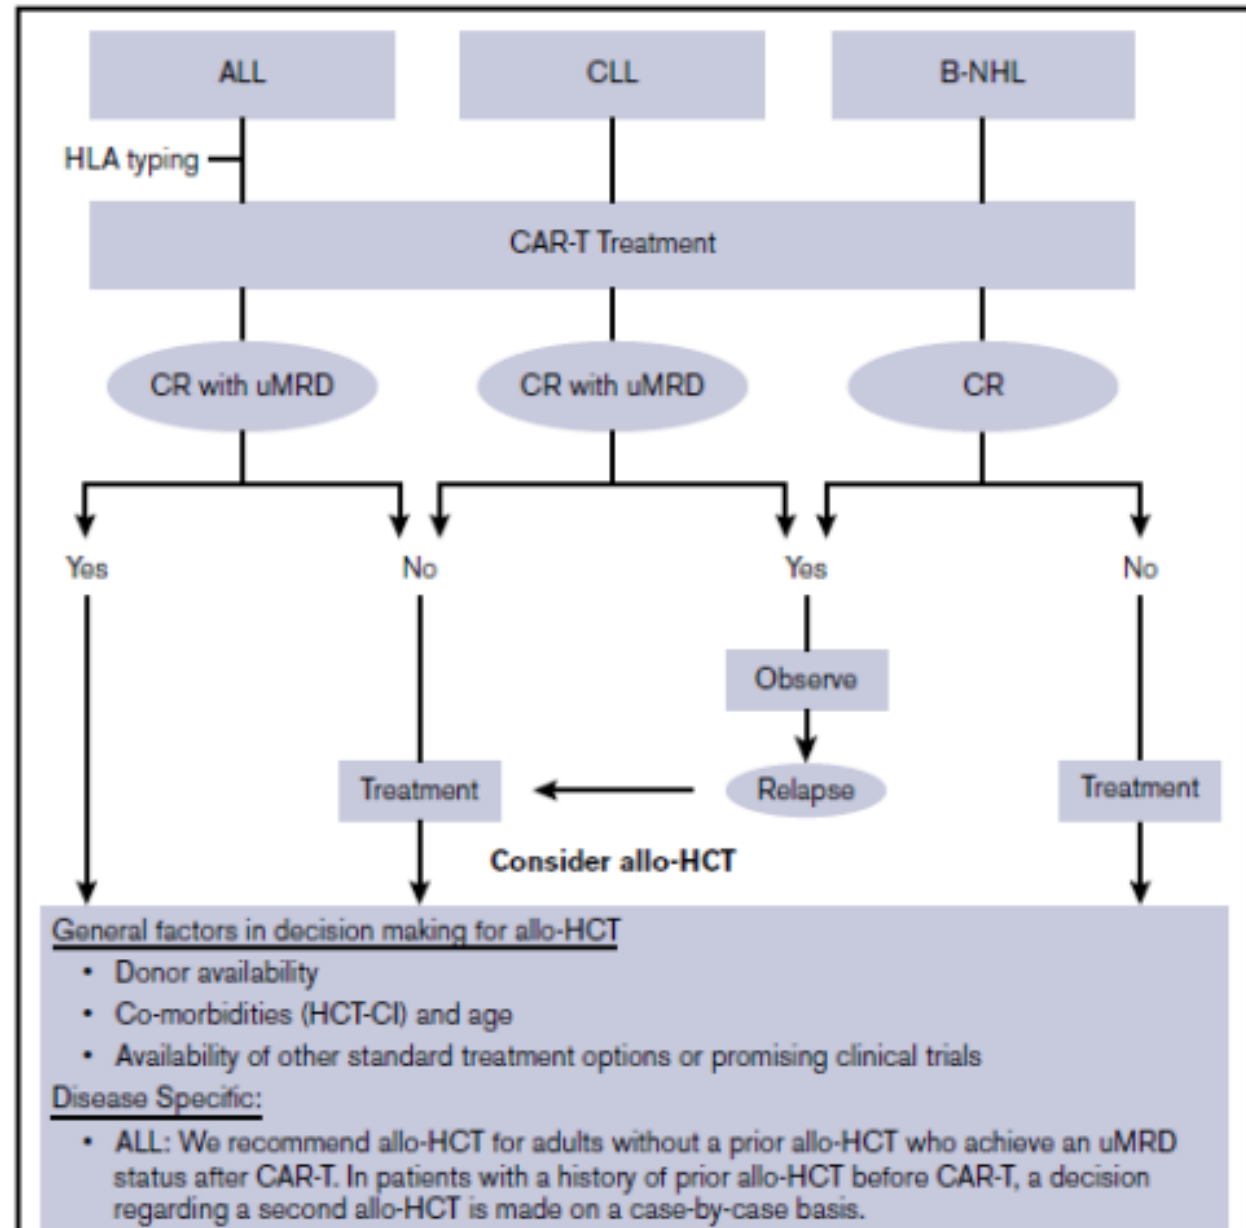 ALL
CLL
B-NHL
HLA typing
CAR-T Treatment
CR with uMRD
CR with uMRD
CR
Yes
No
Yes
No
Observe
Treatment
Relapse
Treatment
Consider allo-HCT
General factors in decision making for allo-HCT
• Donor availability
• Co-morbidities (HCT-CI) and age
• Availability of other standard treatment options or promising clinical trials
Disease Specific:
• ALL: We recommend allo-HCT for adults without a prior allo-HCT who achieve an uMRD
status after CAR-T. In patients with a history of prior allo-HCT before CAR-T, a decision
regarding a second allo-HCT is made on a case-by-case basis.